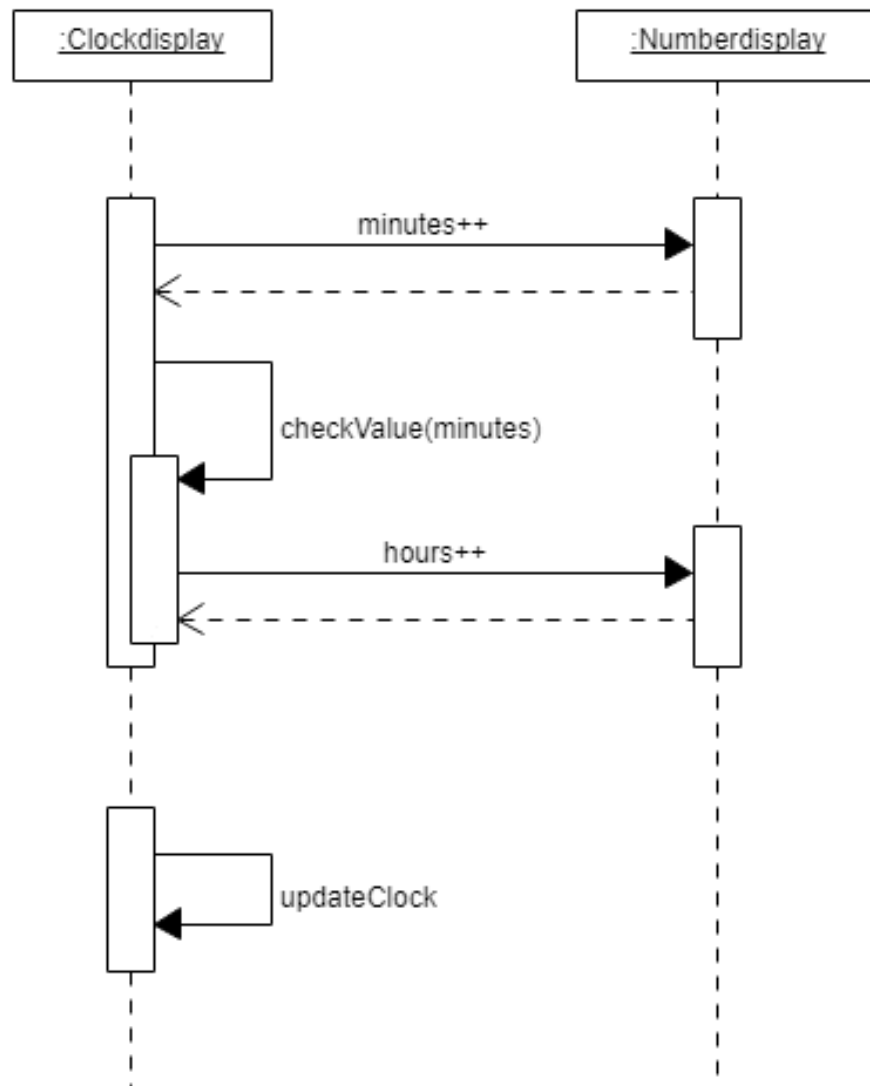 :Clockdisplay
:Numberdisplay
minutes++
checkValue(minutes)
hours++
updateClock